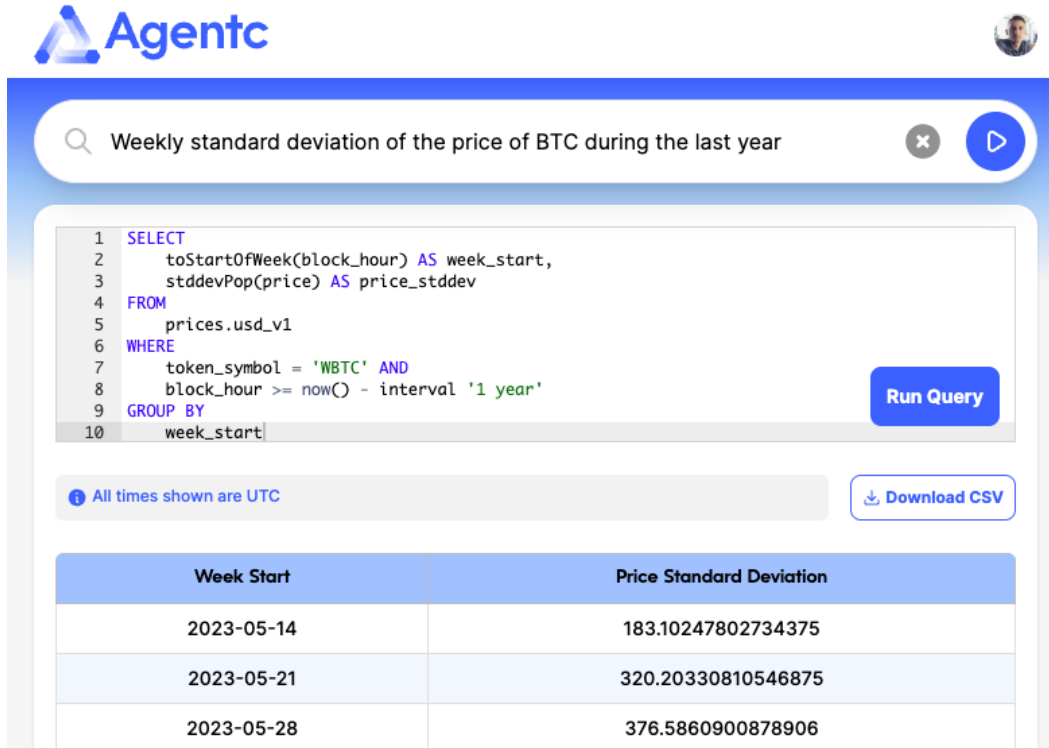 Agentc
Weekly standard deviation of the price of BTC during the last year
1 SELECT
2     toStartOfWeek(block_hour) AS week_start,
3     stddevPop(price) AS price_stddev
4 FROM
5     prices.usd_v1
6 WHERE
7     token_symbol = 'WBTC' AND
8     block_hour >= now() - interval '1 year'
9 GROUP BY
10     week_start
Run Query
All times shown are UTC
Download CSV
Week Start Price Standard Deviation
2023-05-14 183.10247802734375
2023-05-21 320.20330810546875
2023-05-28 376.5860900878906